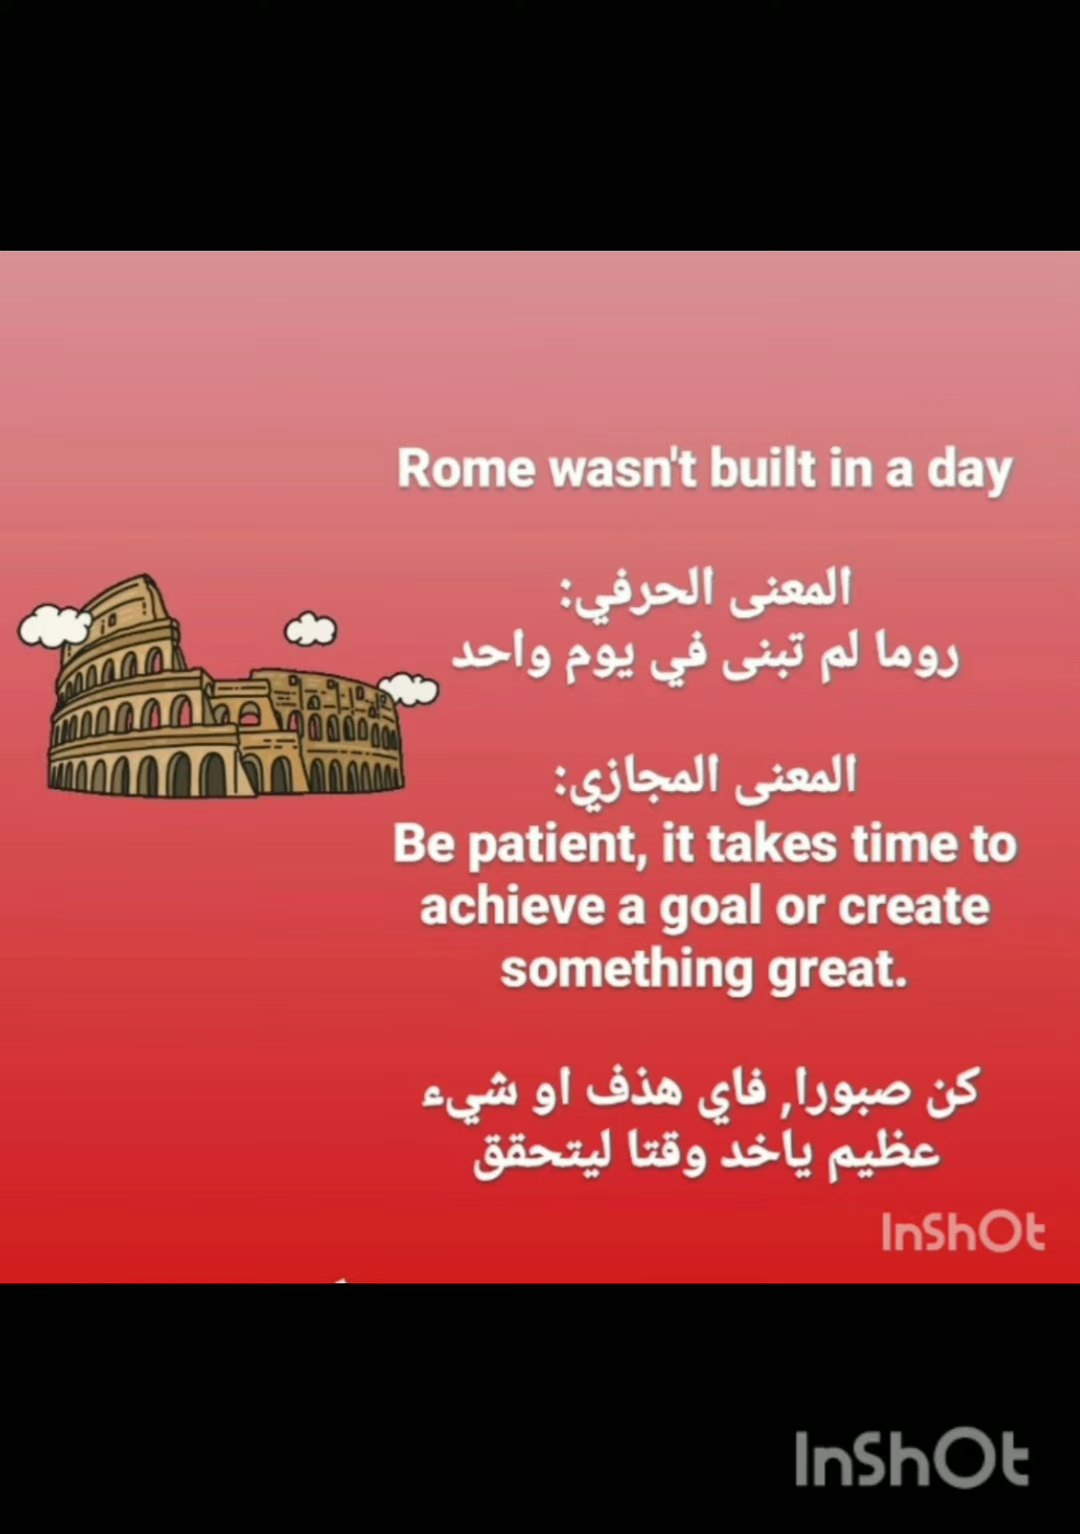 Rome wasn't built in a day
المعنى الحرفي:
روما لم تبنى في يوم واحد
المعنى المجازي:
Be patient, it takes time to
achieve a goal or create
something great.
كن صبورا, فاي هذف او شيء
عظيم ياخد وقتا ليتحقق
InShOt
InShOt